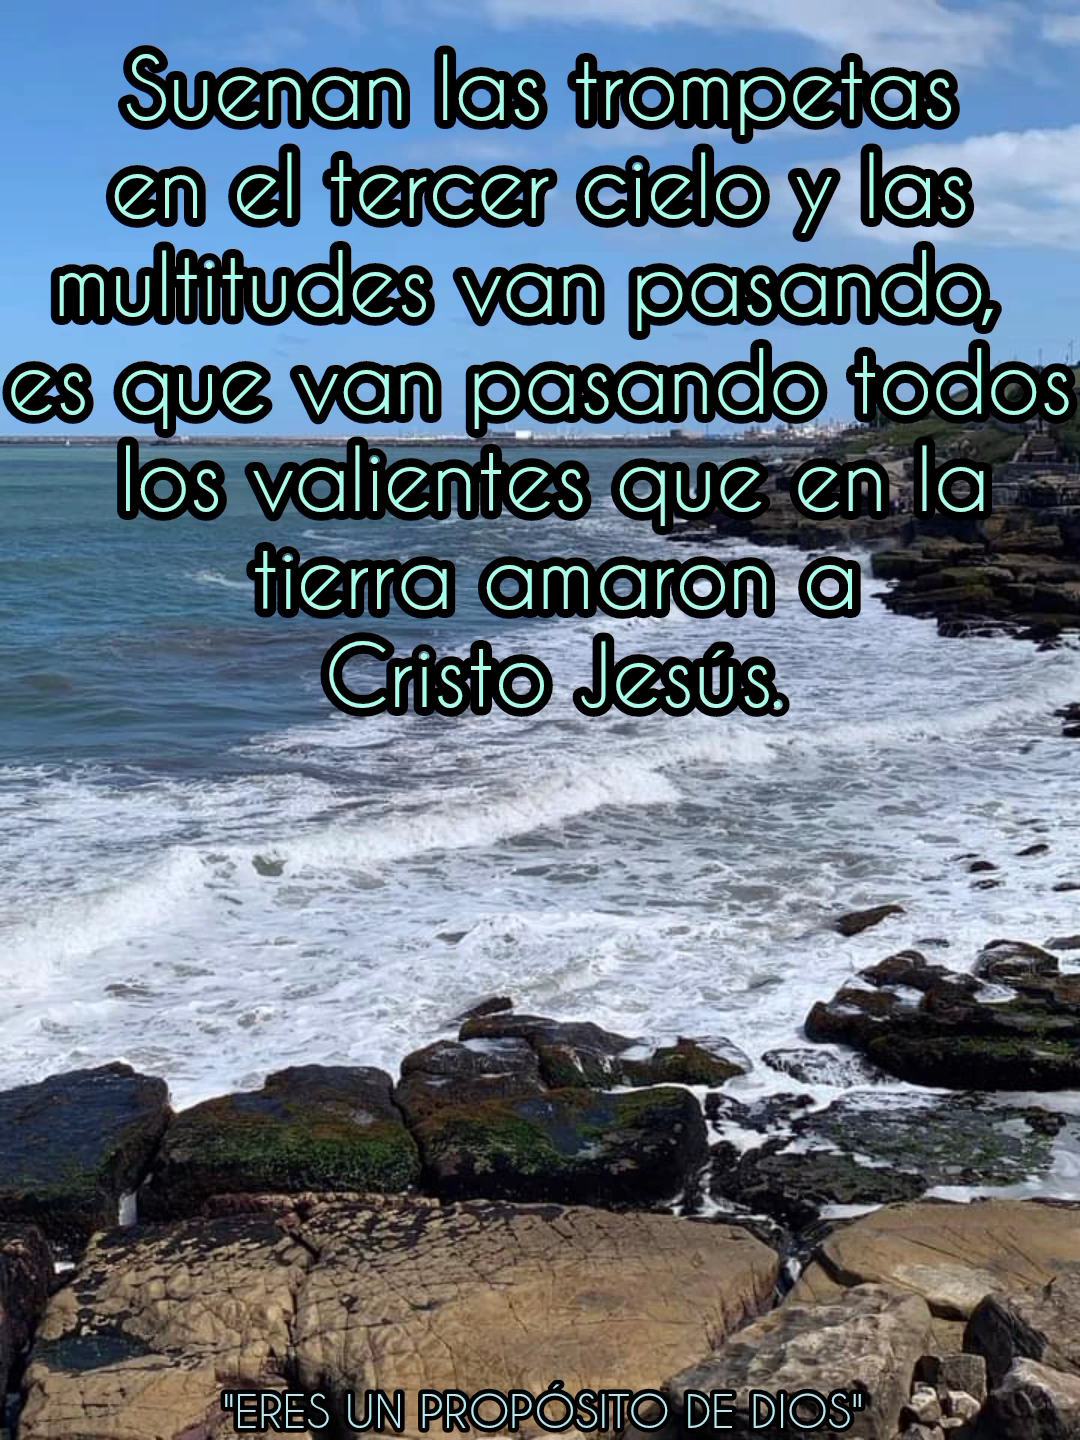 Suenan las trompetas
en el tercer cielo y las
multitudes van pasando,
es que van pasando todos
los valientes que en la
tierra amaron a
Cristo Jesús.
"ERES UN PROPÓSITO DE DIOS"